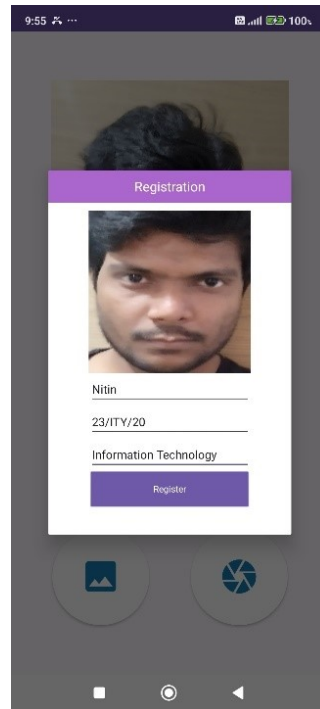 9:55 ···
100%
Registration
Nitin
23/ITY/20
Information Technology
Register